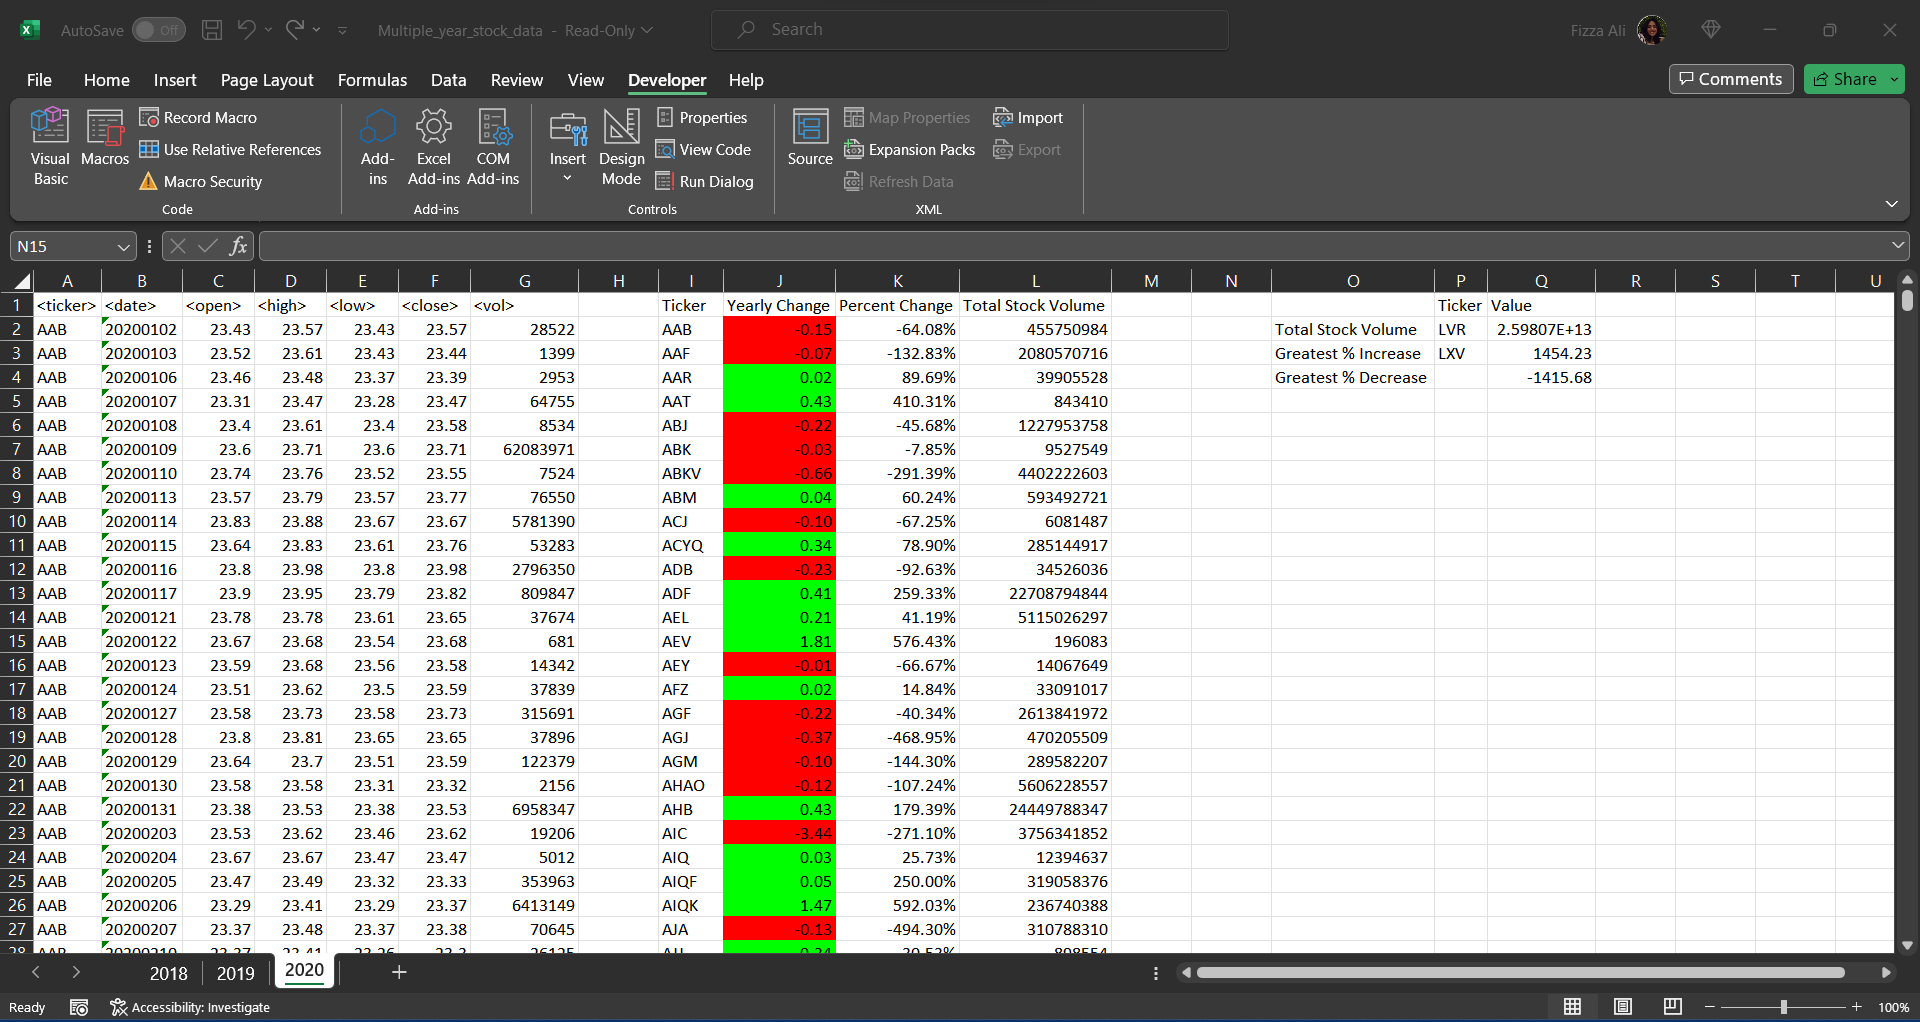 AutoSave Off Multiple_year_stock_data - Read-Only Search Fizza Ali
File Home Insert Page Layout Formulas Data Review View Developer Help Comments Share
Visual Basic
Macros
Record Macro
Use Relative References
Macro Security
Code
Add-ins
Excel Add-ins
COM Add-ins
Add-ins
Insert
Design Mode
Properties
View Code
Run Dialog
Controls
Source
Map Properties
Expansion Packs
Refresh Data
Import
Export
XML
N15 fx
A B C D E F G H I J K L M N O P Q R S T U
1 <ticker> <date> <open> <high> <low> <close> <vol> Ticker Yearly Change Percent Change Total Stock Volume Ticker Value
2 AAB 20200102 23.43 23.57 23.43 23.57 28522 AAB -0.15 -64.08% 455750984 Total Stock Volume LVR 2.59807E+13
3 AAB 20200103 23.52 23.61 23.43 23.44 1399 AAF -0.07 -132.83% 2080570716 Greatest % Increase LXV 1454.23
4 AAB 20200106 23.46 23.48 23.37 23.39 2953 AAR 0.02 89.69% 39905528 Greatest % Decrease -1415.68
5 AAB 20200107 23.31 23.47 23.28 23.47 64755 AAT 0.43 410.31% 843410
6 AAB 20200108 23.4 23.61 23.4 23.58 8534 ABJ -0.22 -45.68% 1227953758
7 AAB 20200109 23.6 23.71 23.6 23.71 62083971 ABK -0.03 -7.85% 9527549
8 AAB 20200110 23.74 23.76 23.52 23.55 7524 ABKV -0.66 -291.39% 4402222603
9 AAB 20200113 23.57 23.79 23.57 23.77 76550 ABM 0.04 60.24% 593492721
10 AAB 20200114 23.83 23.88 23.67 23.67 5781390 ACJ -0.10 -67.25% 6081487
11 AAB 20200115 23.64 23.83 23.61 23.76 53283 ACYQ 0.34 78.90% 285144917
12 AAB 20200116 23.8 23.98 23.8 23.98 2796350 ADB -0.23 -92.63% 34526036
13 AAB 20200117 23.9 23.95 23.79 23.82 809847 ADF 0.41 259.33% 22708794844
14 AAB 20200121 23.78 23.78 23.61 23.65 37674 AEL 0.21 41.19% 5115026297
15 AAB 20200122 23.67 23.68 23.54 23.68 681 AEV 1.81 576.43% 196083
16 AAB 20200123 23.59 23.68 23.56 23.58 14342 AEY -0.01 -66.67% 14067649
17 AAB 20200124 23.51 23.62 23.5 23.59 37839 AFZ 0.02 14.84% 33091017
18 AAB 20200127 23.58 23.73 23.58 23.73 315691 AGF -0.22 -40.34% 2613841972
19 AAB 20200128 23.8 23.81 23.65 23.65 37896 AGJ -0.37 -468.95% 470205509
20 AAB 20200129 23.64 23.7 23.51 23.59 122379 AGM -0.10 -144.30% 289582207
21 AAB 20200130 23.58 23.58 23.31 23.32 2156 AHAO -0.12 -107.24% 5606228557
22 AAB 20200131 23.38 23.53 23.38 23.53 6958347 AHB 0.43 179.39% 24449788347
23 AAB 20200203 23.53 23.62 23.46 23.62 19206 AIC -3.44 -271.10% 3756341852
24 AAB 20200204 23.67 23.67 23.47 23.47 5012 AIQ 0.03 25.73% 12394637
25 AAB 20200205 23.47 23.49 23.32 23.33 353963 AIQF 0.05 250.00% 319058376
26 AAB 20200206 23.29 23.41 23.29 23.37 6413149 AIQK 1.47 592.03% 236740388
27 AAB 20200207 23.37 23.48 23.37 23.38 70645 AJA -0.13 -494.30% 310788310
28 AAB 20200210
2018 2019 2020
Ready Accessibility: Investigate 100%